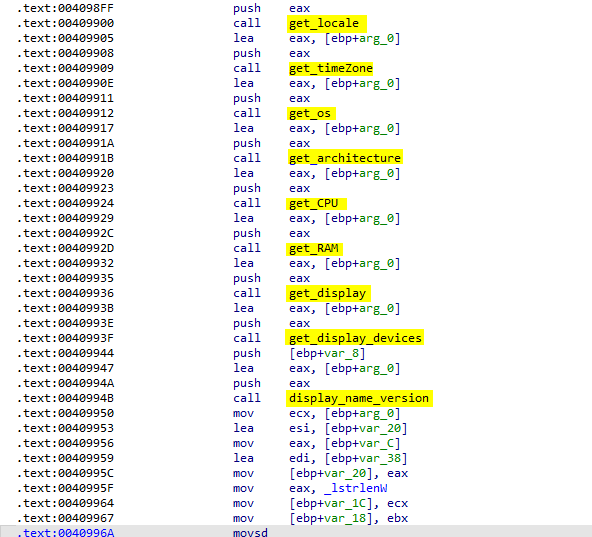 .text:004098FF push eax
.text:00409900 call get_locale
.text:00409905 lea eax, [ebp+arg_0]
.text:00409908 push eax
.text:00409909 call get_timeZone
.text:0040990E lea eax, [ebp+arg_0]
.text:00409911 push eax
.text:00409912 call get_os
.text:00409917 lea eax, [ebp+arg_0]
.text:0040991A push eax
.text:0040991B call get_architecture
.text:00409920 lea eax, [ebp+arg_0]
.text:00409923 push eax
.text:00409924 call get_CPU
.text:00409929 lea eax, [ebp+arg_0]
.text:0040992C push eax
.text:0040992D call get_RAM
.text:00409932 lea eax, [ebp+arg_0]
.text:00409935 push eax
.text:00409936 call get_display
.text:0040993B lea eax, [ebp+arg_0]
.text:0040993E push eax
.text:0040993F call get_display_devices
.text:00409944 push [ebp+var_8]
.text:00409947 lea eax, [ebp+arg_0]
.text:0040994A push eax
.text:0040994B call display_name_version
.text:00409950 mov ecx, [ebp+arg_0]
.text:00409953 lea esi, [ebp+var_20]
.text:00409956 mov eax, [ebp+var_C]
.text:00409959 lea edi, [ebp+var_38]
.text:0040995C mov [ebp+var_20], eax
.text:0040995F mov eax, _lstrlenW
.text:00409964 mov [ebp+var_1C], ecx
.text:00409967 mov [ebp+var_18], ebx
.text:0040996A movsd